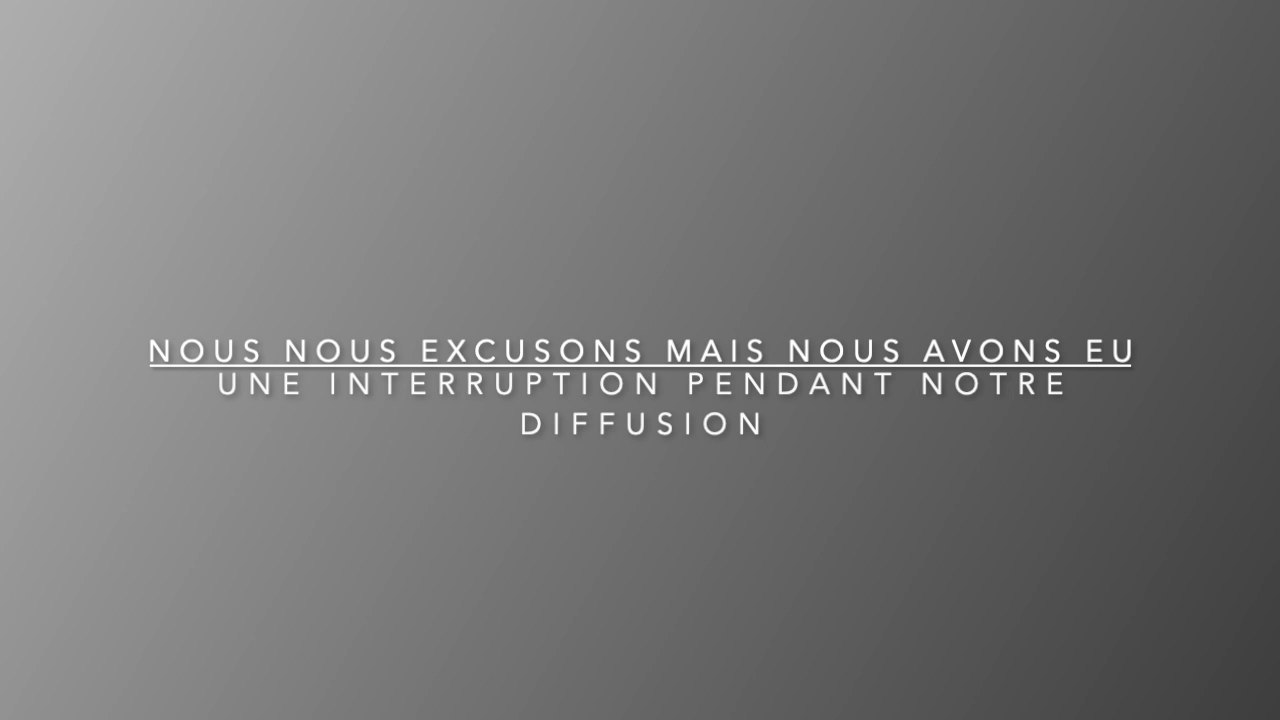 NOUS NOUS EXCUSONS MAIS NOUS AVONS EU
UNE INTERRUPTION PENDANT NOTRE
DIFFUSION